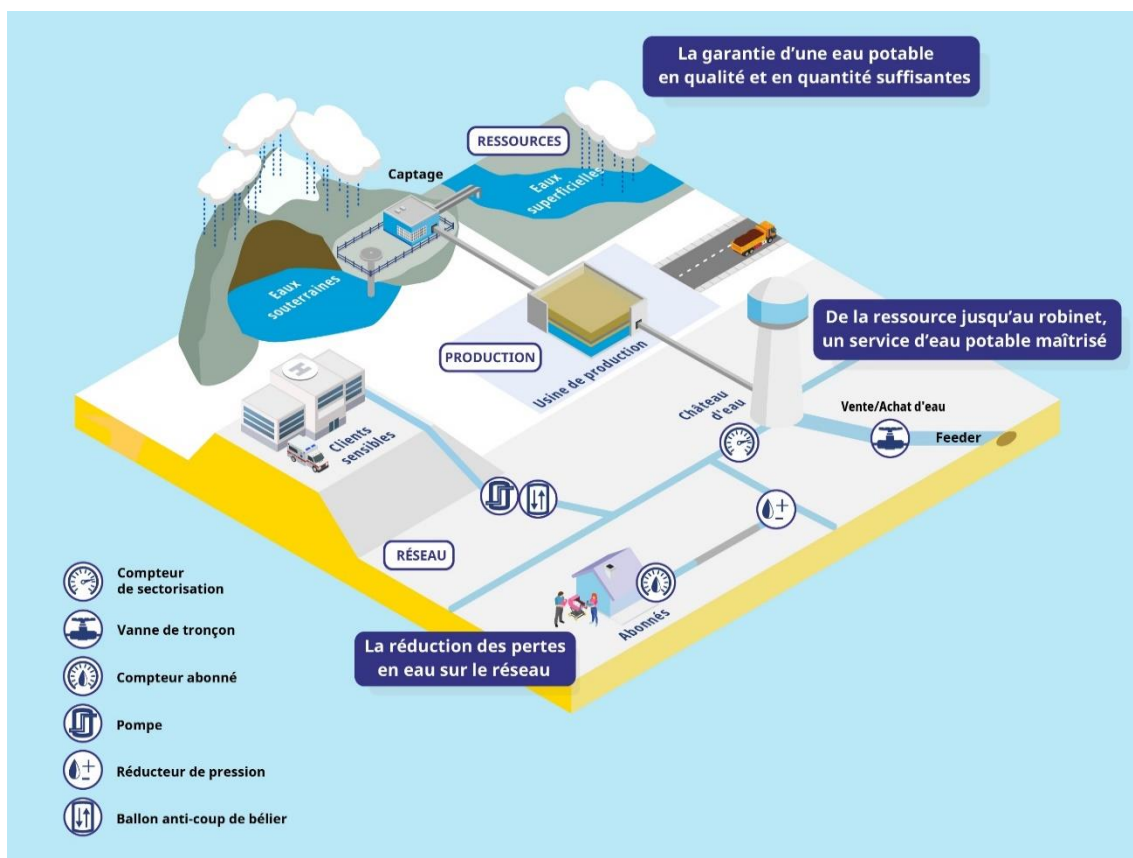 La garantie d'une eau potable
en qualité et en quantité suffisantes
RESSOURCES
Captage
Eaux
superficielles
Eaux
souterraines
De la ressource jusqu'au robinet,
un service d'eau potable maîtrisé
PRODUCTION
Usine de production
Château
d'eau
Vente/Achat d'eau
Feeder
H
Clients
sensibles
RÉSEAU
Abonnés
La réduction des pertes
en eau sur le réseau
Compteur
de sectorisation
Vanne de tronçon
Compteur abonné
Pompe
Réducteur de pression
Ballon anti-coup de bélier